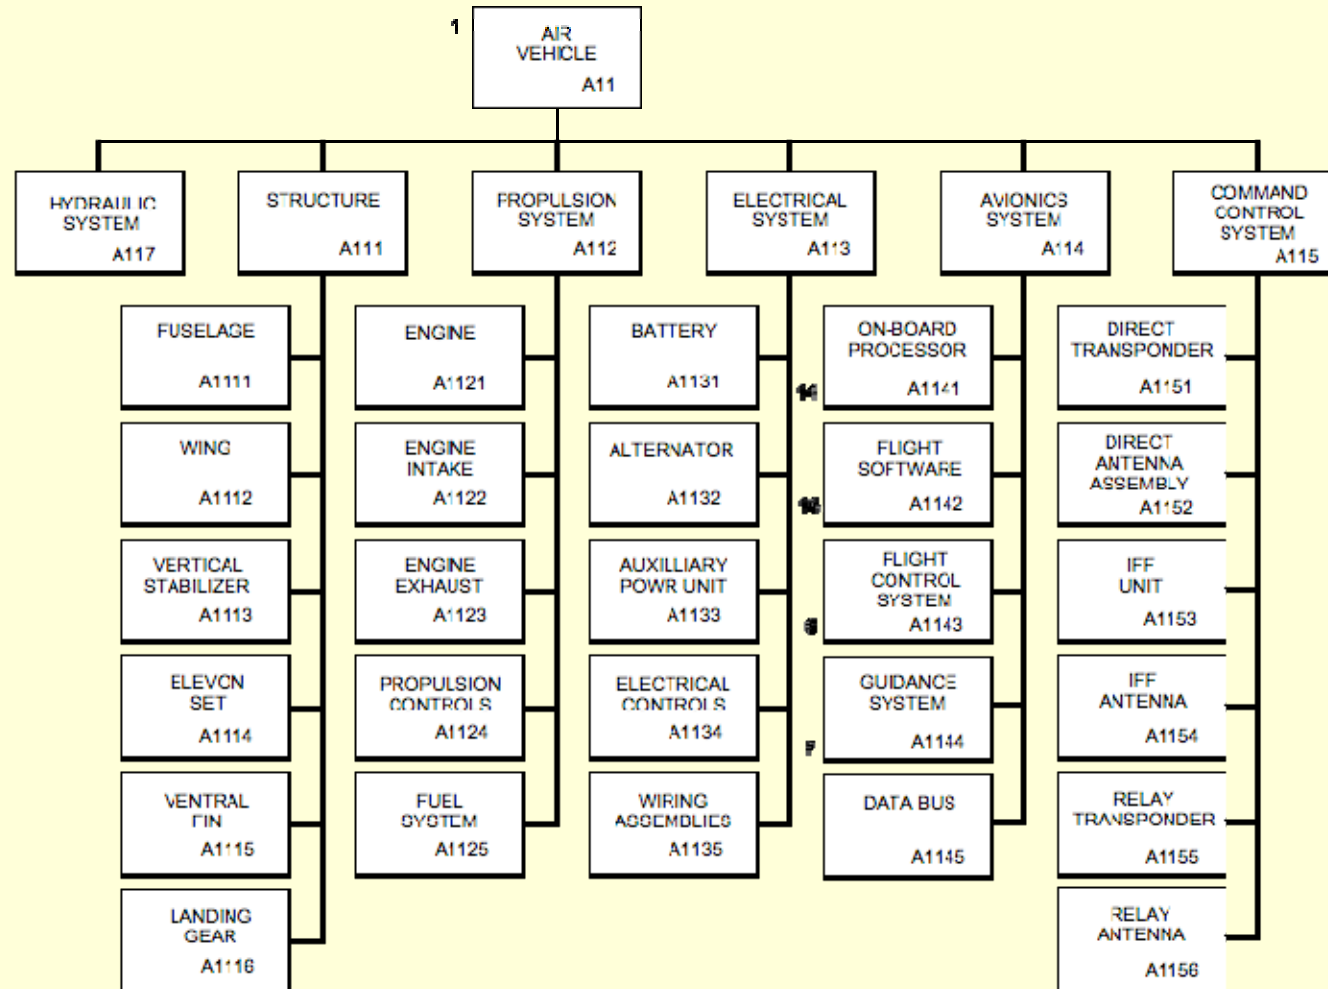 1
AIR
VEHICLE
A11
HYDRAULIC
SYSTEM
A117
STRUCTURE
A111
PROPULSION
SYSTEM
A112
ELECTRICAL
SYSTEM
A113
AVIONICS
SYSTEM
A114
COMMAND
CONTROL
SYSTEM
A115
FUSELAGE
A1111
WING
A1112
VERTICAL
STABILIZER
A1113
ELEVON
SET
A1114
VENTRAL
FIN
A1115
LANDING
GEAR
A1116
ENGINE
A1121
ENGINE
INTAKE
A1122
ENGINE
EXHAUST
A1123
PROPULSION
CONTROLS
A1124
FUEL
SYSTEM
A1125
BATTERY
A1131
ALTERNATOR
A1132
AUXILLIARY
POWR UNIT
A1133
ELECTRICAL
CONTROLS
A1134
WIRING
ASSEMBLIES
A1135
ON-BOARD
PROCESSOR
A1141
FLIGHT
SOFTWARE
A1142
FLIGHT
CONTROL
SYSTEM
A1143
GUIDANCE
SYSTEM
A1144
DATA BUS
A1145
DIRECT
TRANSPONDER
A1151
DIRECT
ANTENNA
ASSEMBLY
A1152
IFF
UNIT
A1153
IFF
ANTENNA
A1154
RELAY
TRANSPONDER
A1155
RELAY
ANTENNA
A1156